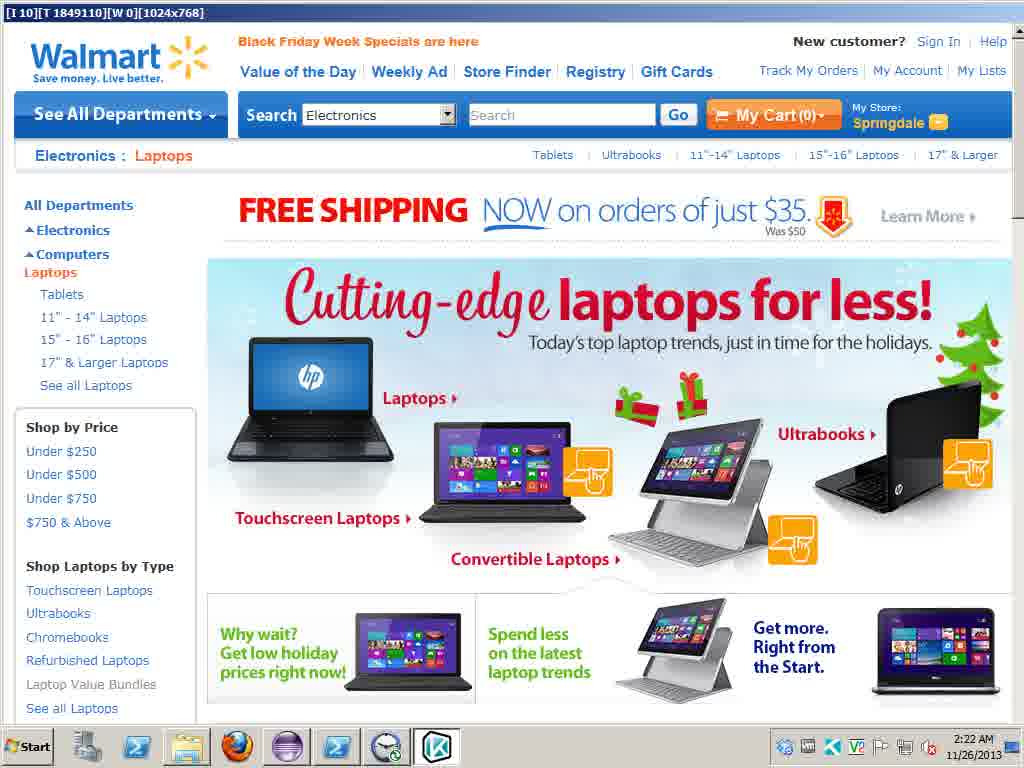 [I 10][T 1849110][W 0][1024x768]
Walmart
Save money. Live better.
Black Friday Week Specials are here
New customer? Sign In | Help
Value of the Day | Weekly Ad | Store Finder | Registry | Gift Cards
Track My Orders | My Account | My Lists
See All Departments
Search Electronics Search Go My Cart (0)
My Store:
Springdale
Electronics : Laptops
Tablets | Ultrabooks | 11"-14" Laptops | 15"-16" Laptops | 17" & Larger
All Departments
Electronics
Computers
Laptops
Tablets
11" - 14" Laptops
15" - 16" Laptops
17" & Larger Laptops
See all Laptops
Shop by Price
Under $250
Under $500
Under $750
$750 & Above
Shop Laptops by Type
Touchscreen Laptops
Ultrabooks
Chromebooks
Refurbished Laptops
Laptop Value Bundles
See all Laptops
FREE SHIPPING NOW on orders of just $35.
Was $50
Learn More
Cutting-edge laptops for less!
Today's top laptop trends, just in time for the holidays.
hp
Laptops
Ultrabooks
hp
Touchscreen Laptops
Convertible Laptops
Why wait?
Get low holiday
prices right now!
Spend less
on the latest
laptop trends
Get more.
Right from
the Start.
Start
2:22 AM
11/26/2013